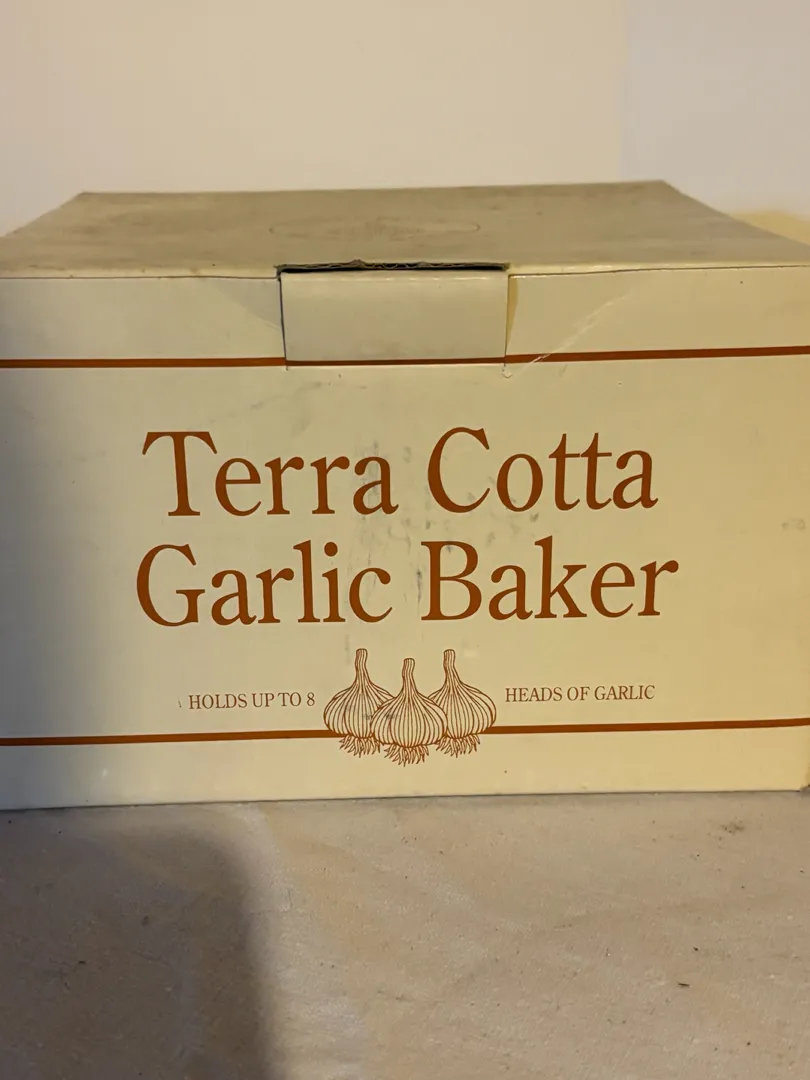 Terra Cotta
Garlic Baker
HOLDS UP TO 8 HEADS OF GARLIC